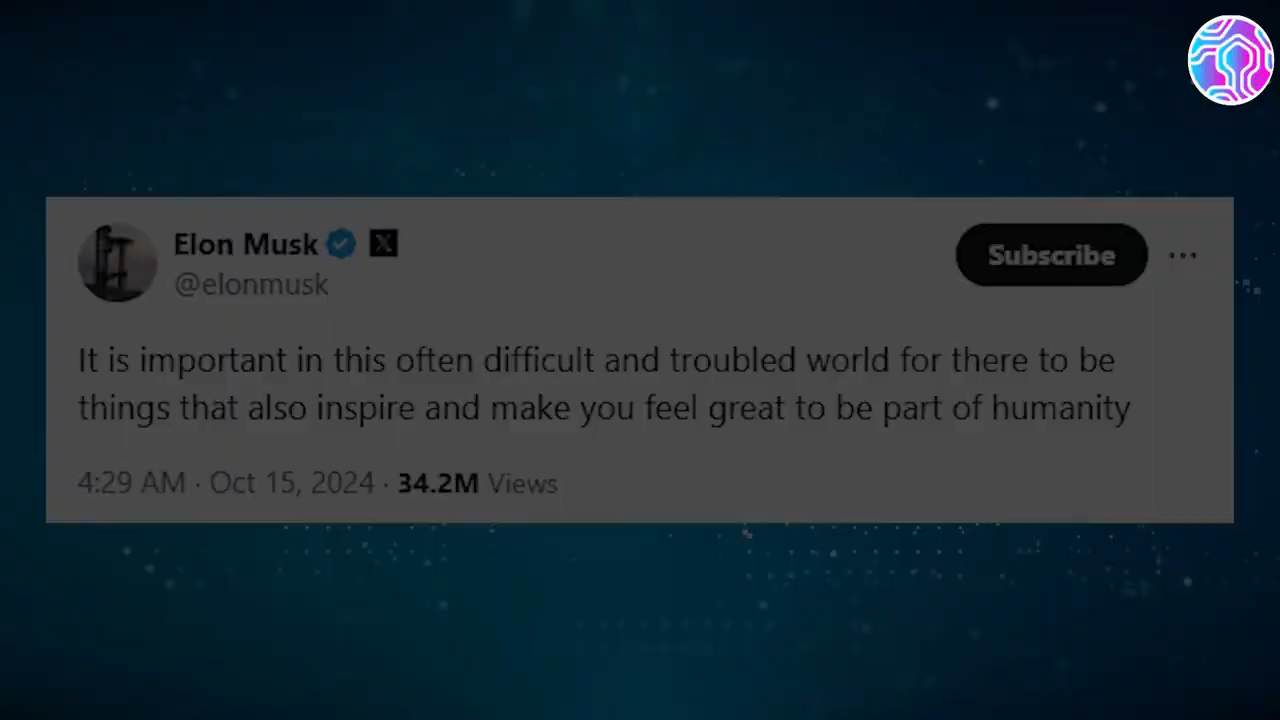 Elon Musk
@elonmusk
Subscribe
It is important in this often difficult and troubled world for there to be
things that also inspire and make you feel great to be part of humanity
4:29 AM · Oct 15, 2024 · 34.2M Views